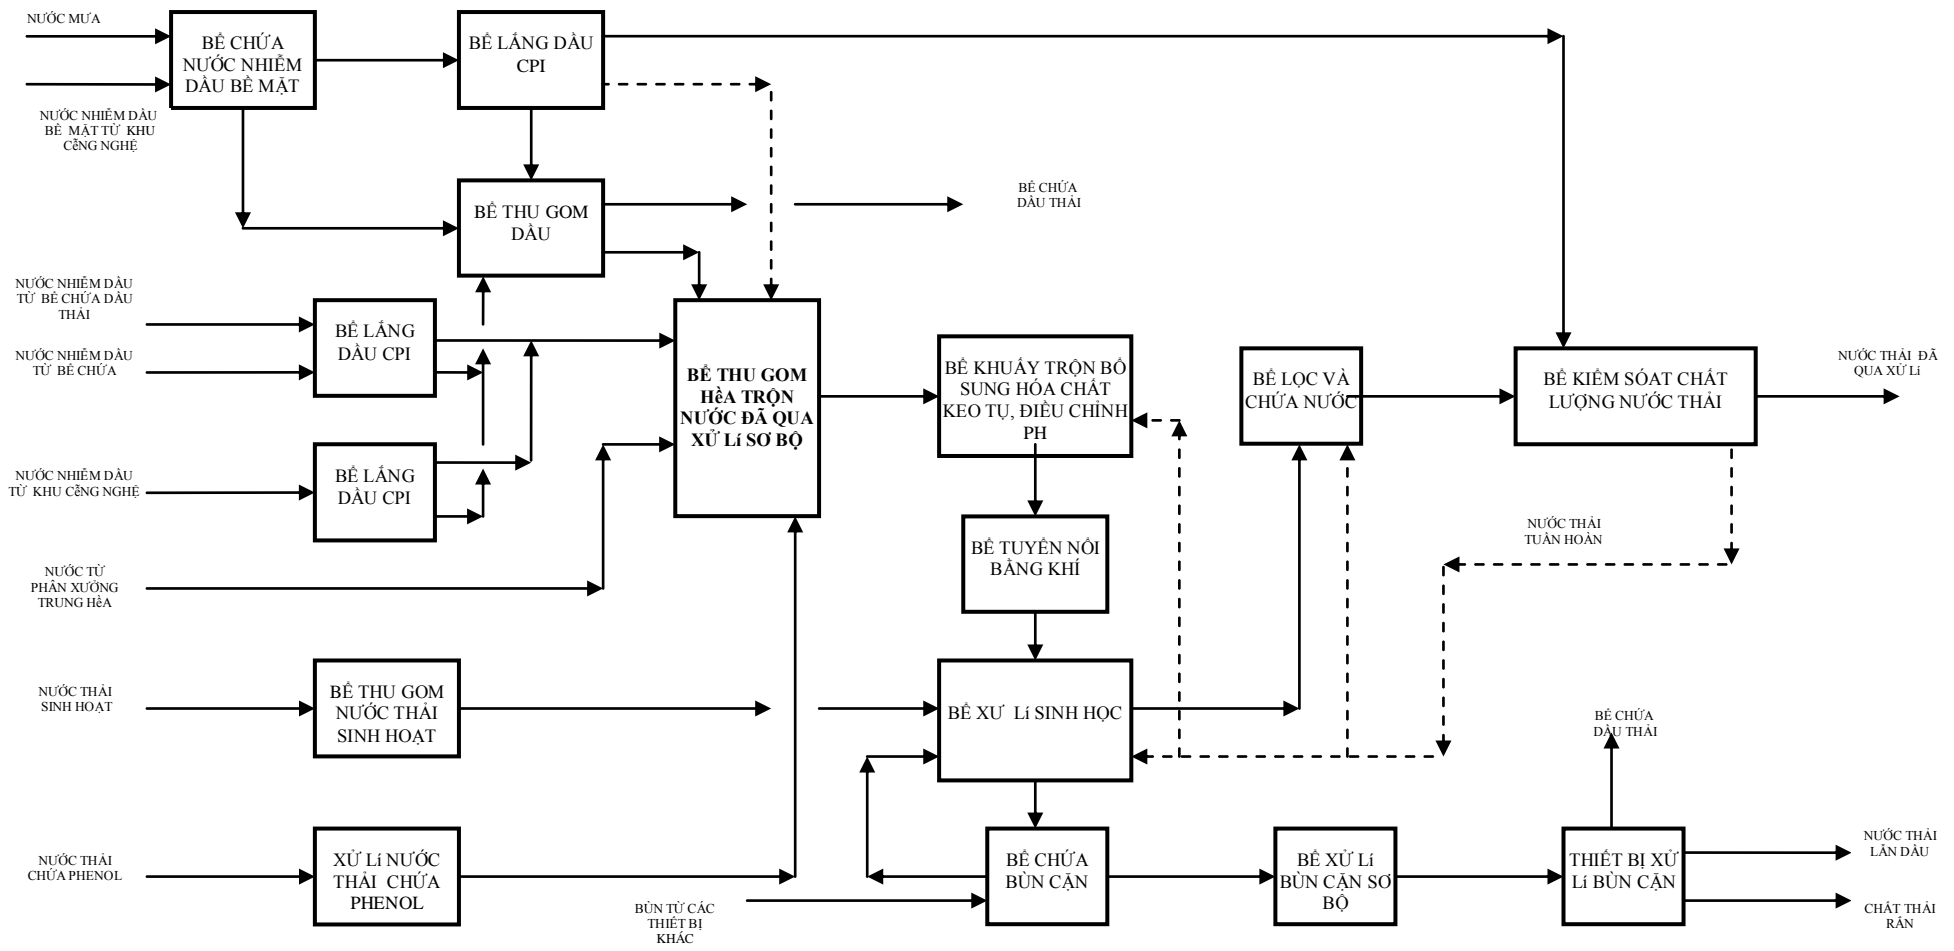 NƯỚC MƯA
BỂ CHỨA
NƯỚC NHIỄM
DẦU BỀ MẶT
BỂ LẮNG DẦU
CPI
NƯỚC NHIỄM DẦU
BỀ MẶT TỪ KHU
CễNG NGHỆ
BỂ THU GOM
DẦU
BỂ CHỨA
DẦU THẢI
NƯỚC NHIỄM DẦU
TỪ BỂ CHỨA DẦU
THẢI
NƯỚC NHIỄM DẦU
TỪ BỂ CHỨA
BỂ LẮNG
DẦU CPI
BỂ THU GOM
HềA TRỘN
NƯỚC ĐÃ QUA
XỬ Lí SƠ BỘ
BỂ KHUẤY TRỘN BỔ
SUNG HÓA CHẤT
KEO TỤ, ĐIỀU CHỈNH
PH
BỂ LỌC VÀ
CHỨA NƯỚC
BỂ KIỂM SÓAT CHẤT
LƯỢNG NƯỚC THẢI
NƯỚC THẢI ĐÃ
QUA XỬ Lí
NƯỚC NHIỄM DẦU
TỪ KHU CễNG NGHỆ
BỂ LẮNG
DẦU CPI
BỂ TUYỂN NỔI
BẰNG KHÍ
NƯỚC THẢI
TUẦN HOÀN
NƯỚC TỪ
PHÂN XƯỞNG
TRUNG HềA
NƯỚC THẢI
SINH HOẠT
BỂ THU GOM
NƯỚC THẢI
SINH HOẠT
BỂ XƯ Lí SINH HỌC
BỂ CHỨA
DẦU THẢI
NƯỚC THẢI
CHỨA PHENOL
XỬ Lí NƯỚC
THẢI CHỨA
PHENOL
BÙN TỪ CÁC
THIẾT BỊ
KHÁC
BỂ CHỨA
BÙN CẶN
BỂ XỬ Lí
BÙN CẶN SƠ
BỘ
THIẾT BỊ XỬ
Lí BÙN CẶN
NƯỚC THẢI
LẪN DẦU
CHẤT THẢI
RẮN